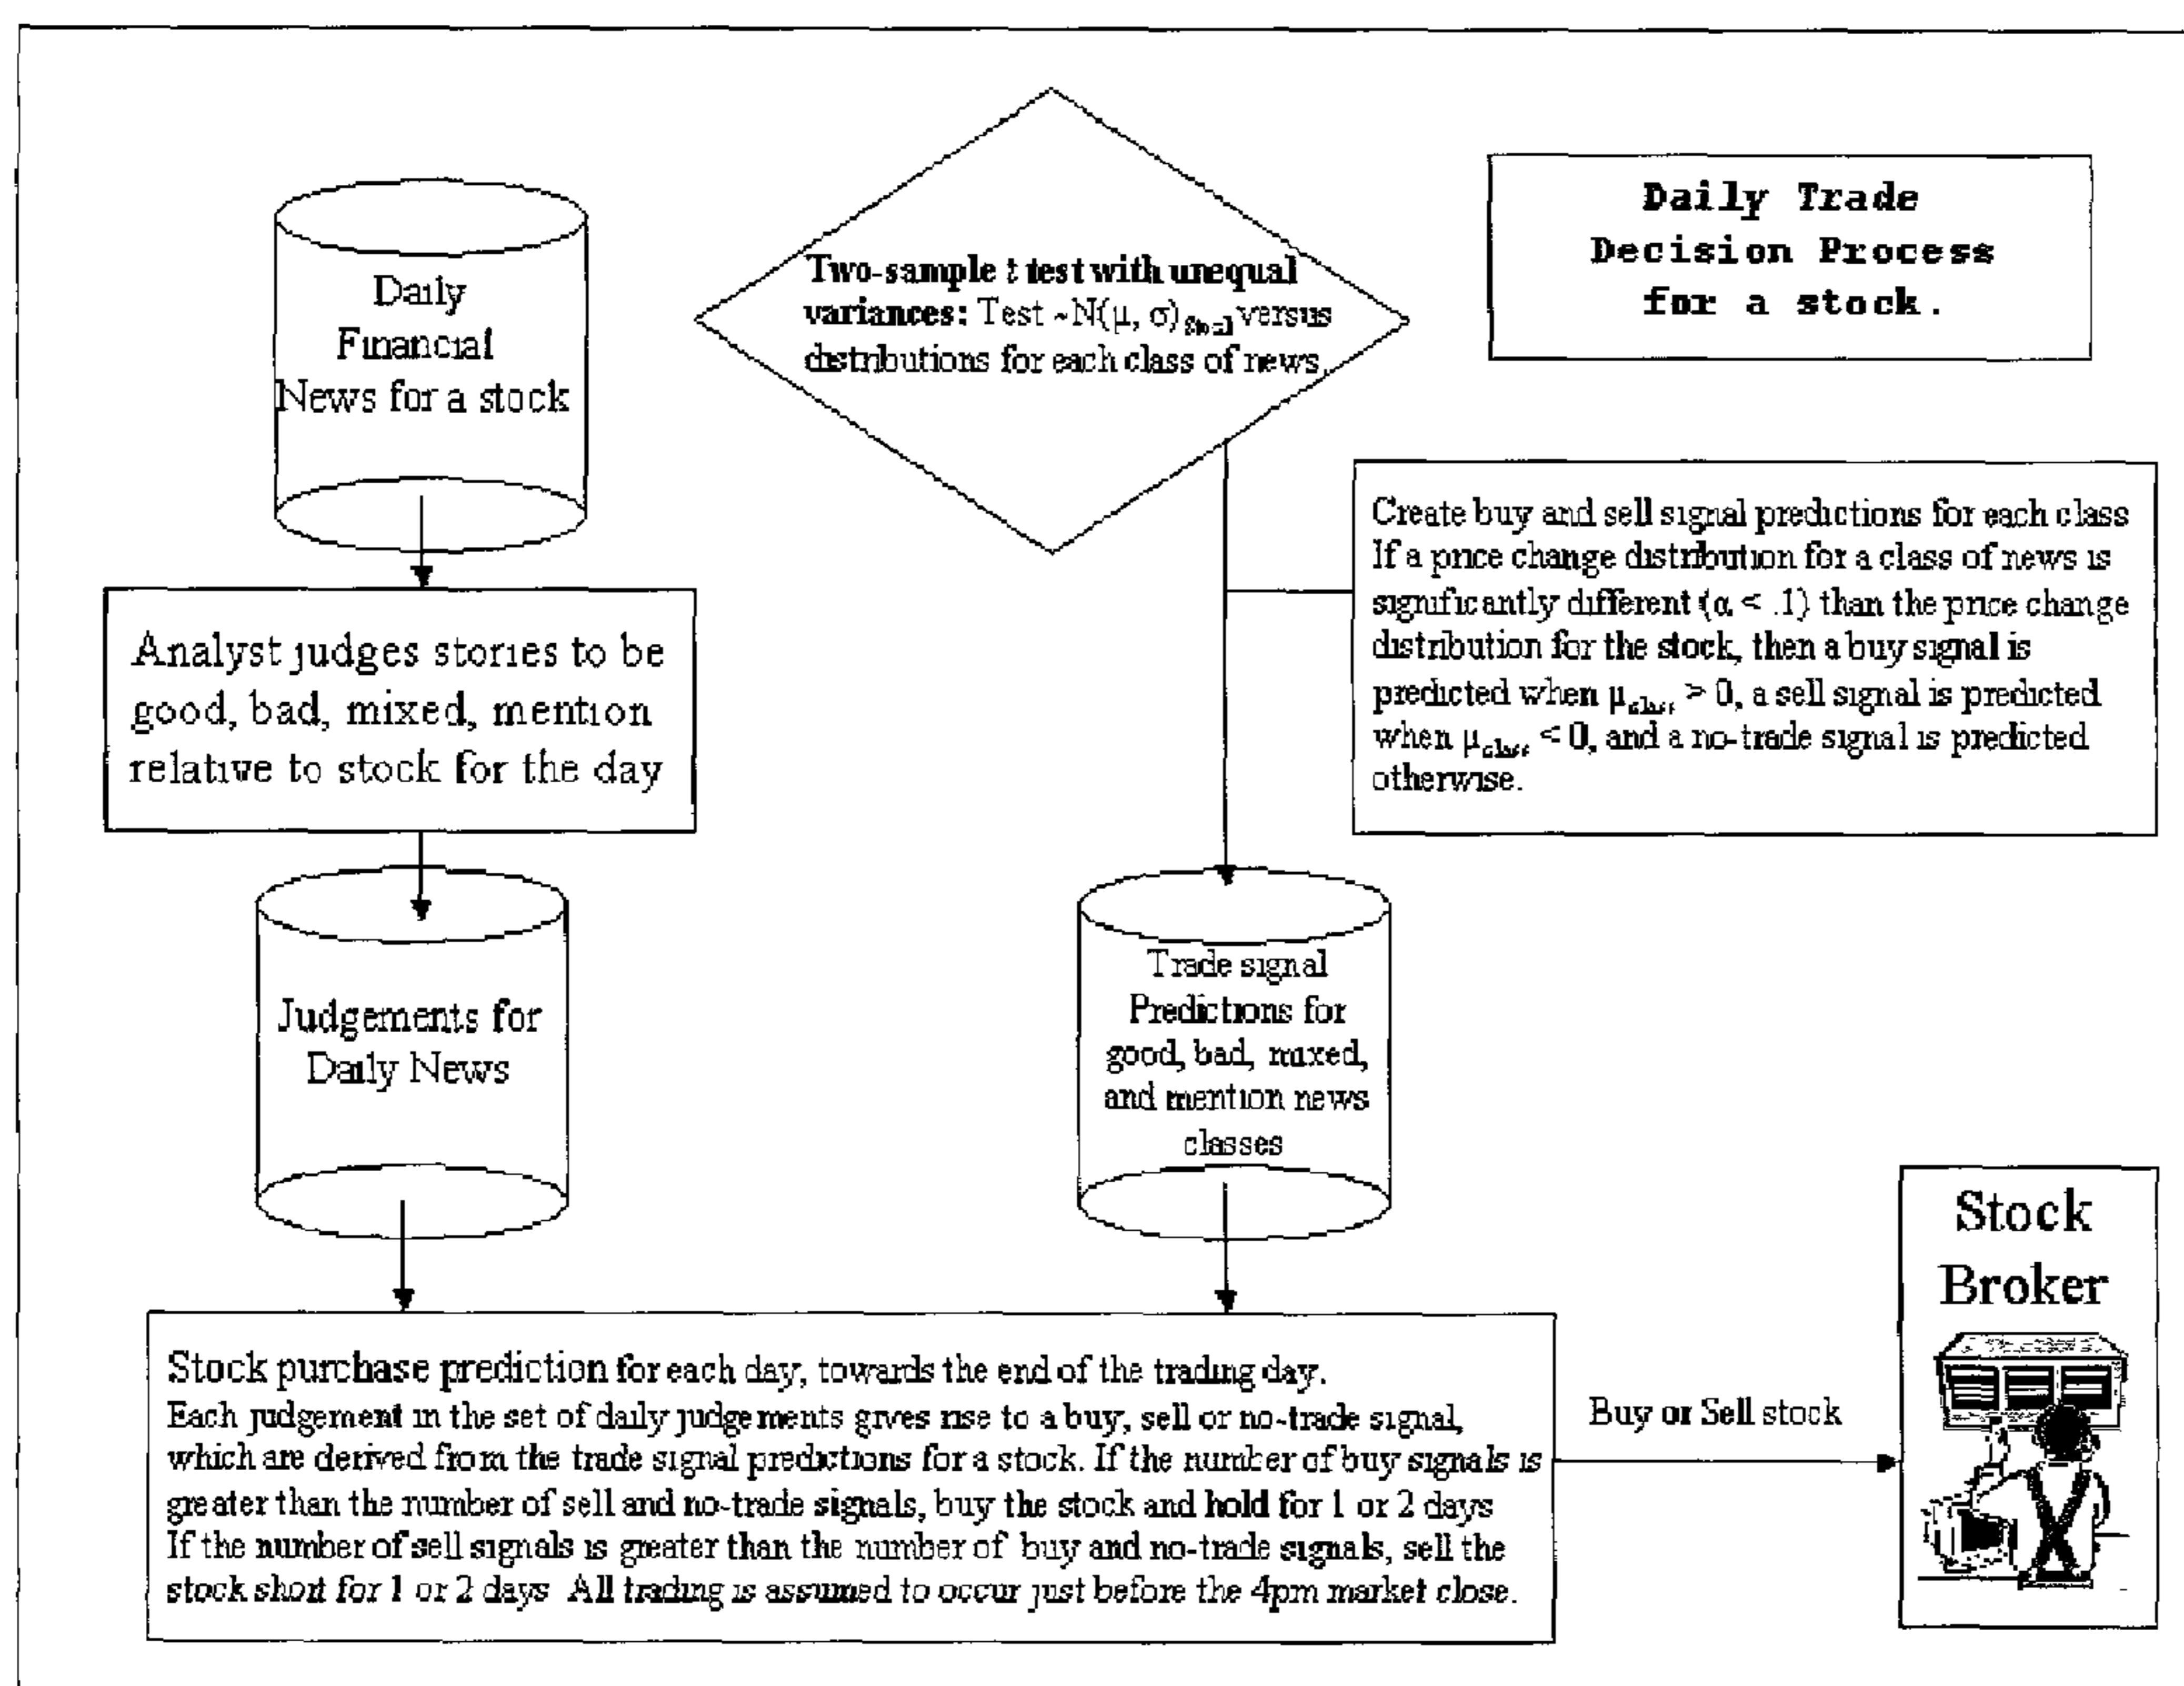 Daily
Financial
News for a stock
Two-sample t test with unequal
variances: Test ~N(μ, σ) versus
distributions for each class of news.
Daily Trade
Decision Process
for a stock.
Create buy and sell signal predictions for each class
If a price change distribution for a class of news is
significantly different (α < .1) than the price change
distribution for the stock, then a buy signal is
predicted when μclass > 0, a sell signal is predicted
when μclass < 0, and a no-trade signal is predicted
otherwise.
Analyst judges stories to be
good, bad, mixed, mention
relative to stock for the day
Judgements for
Daily News
Trade signal
Predictions for
good, bad, mixed,
and mention news
classes
Stock purchase prediction for each day, towards the end of the trading day.
Each judgement in the set of daily judgements gives rise to a buy, sell or no-trade signal,
which are derived from the trade signal predictions for a stock. If the number of buy signals is
greater than the number of sell and no-trade signals, buy the stock and hold for 1 or 2 days
If the number of sell signals is greater than the number of buy and no-trade signals, sell the
stock short for 1 or 2 days All trading is assumed to occur just before the 4pm market close.
Buy or Sell stock
Stock
Broker